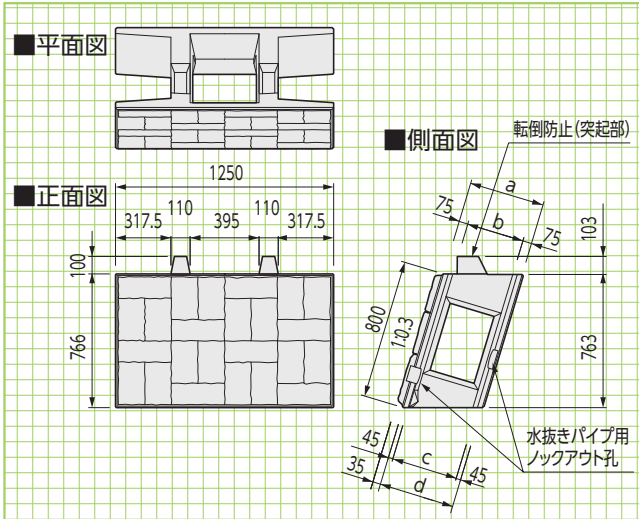 ■平面図
■側面図
転倒防止(突起部)
a
75
b
75
103
■正面図
1250
317.5
110
395
110
317.5
100
766
800
1:0.3
763
水抜きパイプ用
ノックアウト孔
45
35
c
d
45